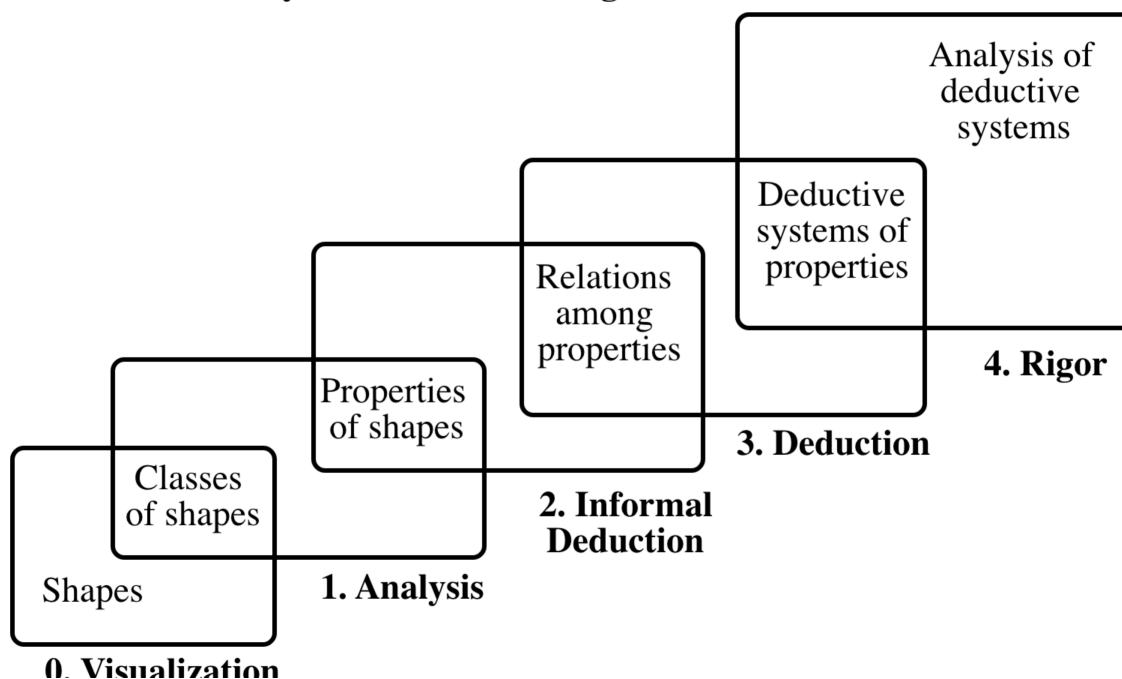 Analysis of
deductive
systems
Deductive
systems of
properties
4. Rigor
Relations
among
properties
3. Deduction
Properties
of shapes
2. Informal
Deduction
Classes
of shapes
1. Analysis
Shapes
0. Visualization